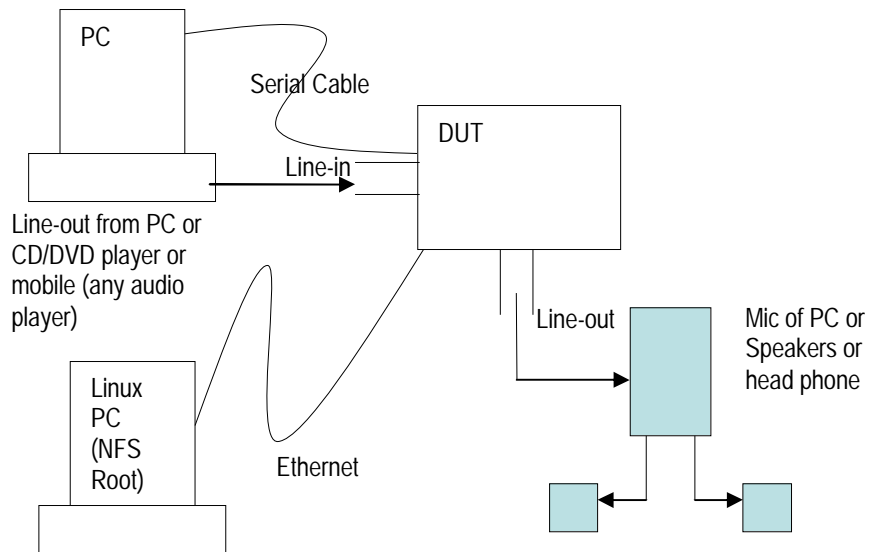 PC
Serial Cable
DUT
Line-in
Line-out from PC or
CD/DVD player or
mobile (any audio
player)
Line-out
Mic of PC or
Speakers or
head phone
Linux
PC
(NFS
Root)
Ethernet